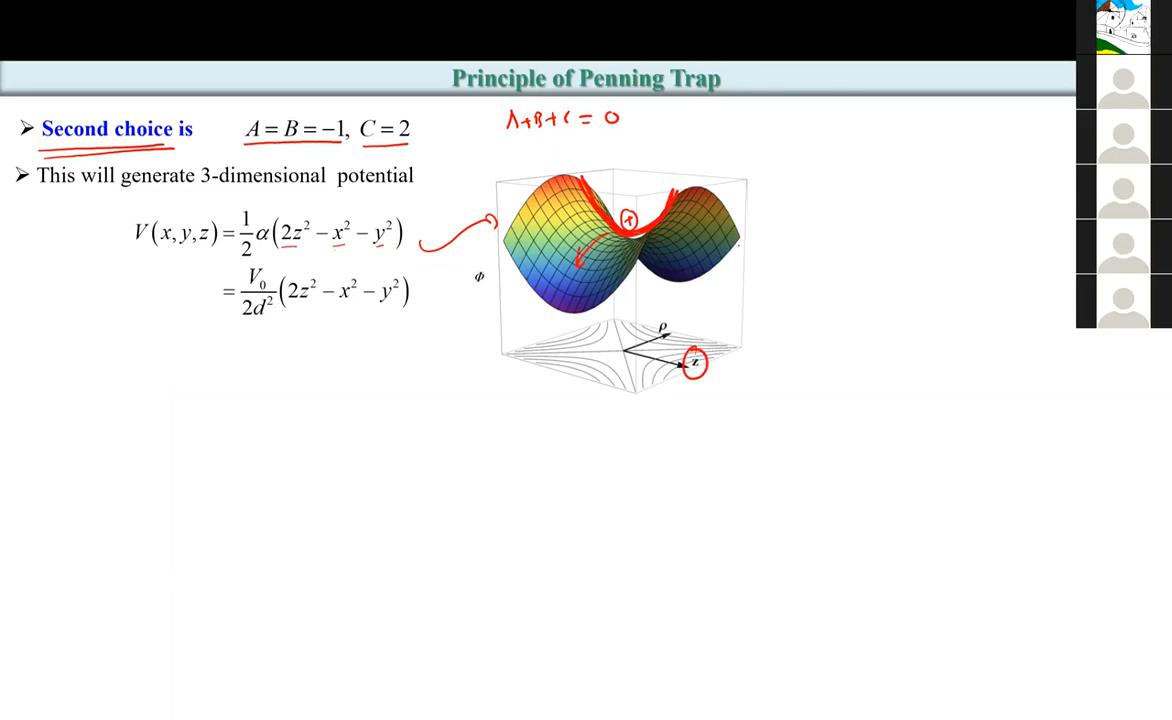 Principle of Penning Trap
➤ Second choice is A = B = −1, C = 2
A+B+C = 0
➤ This will generate 3-dimensional potential
V(x,y,z) = 1/2 α(2z² − x² − y²)
= V₀/2d² (2z² − x² − y²)
+
Φ
ρ
z